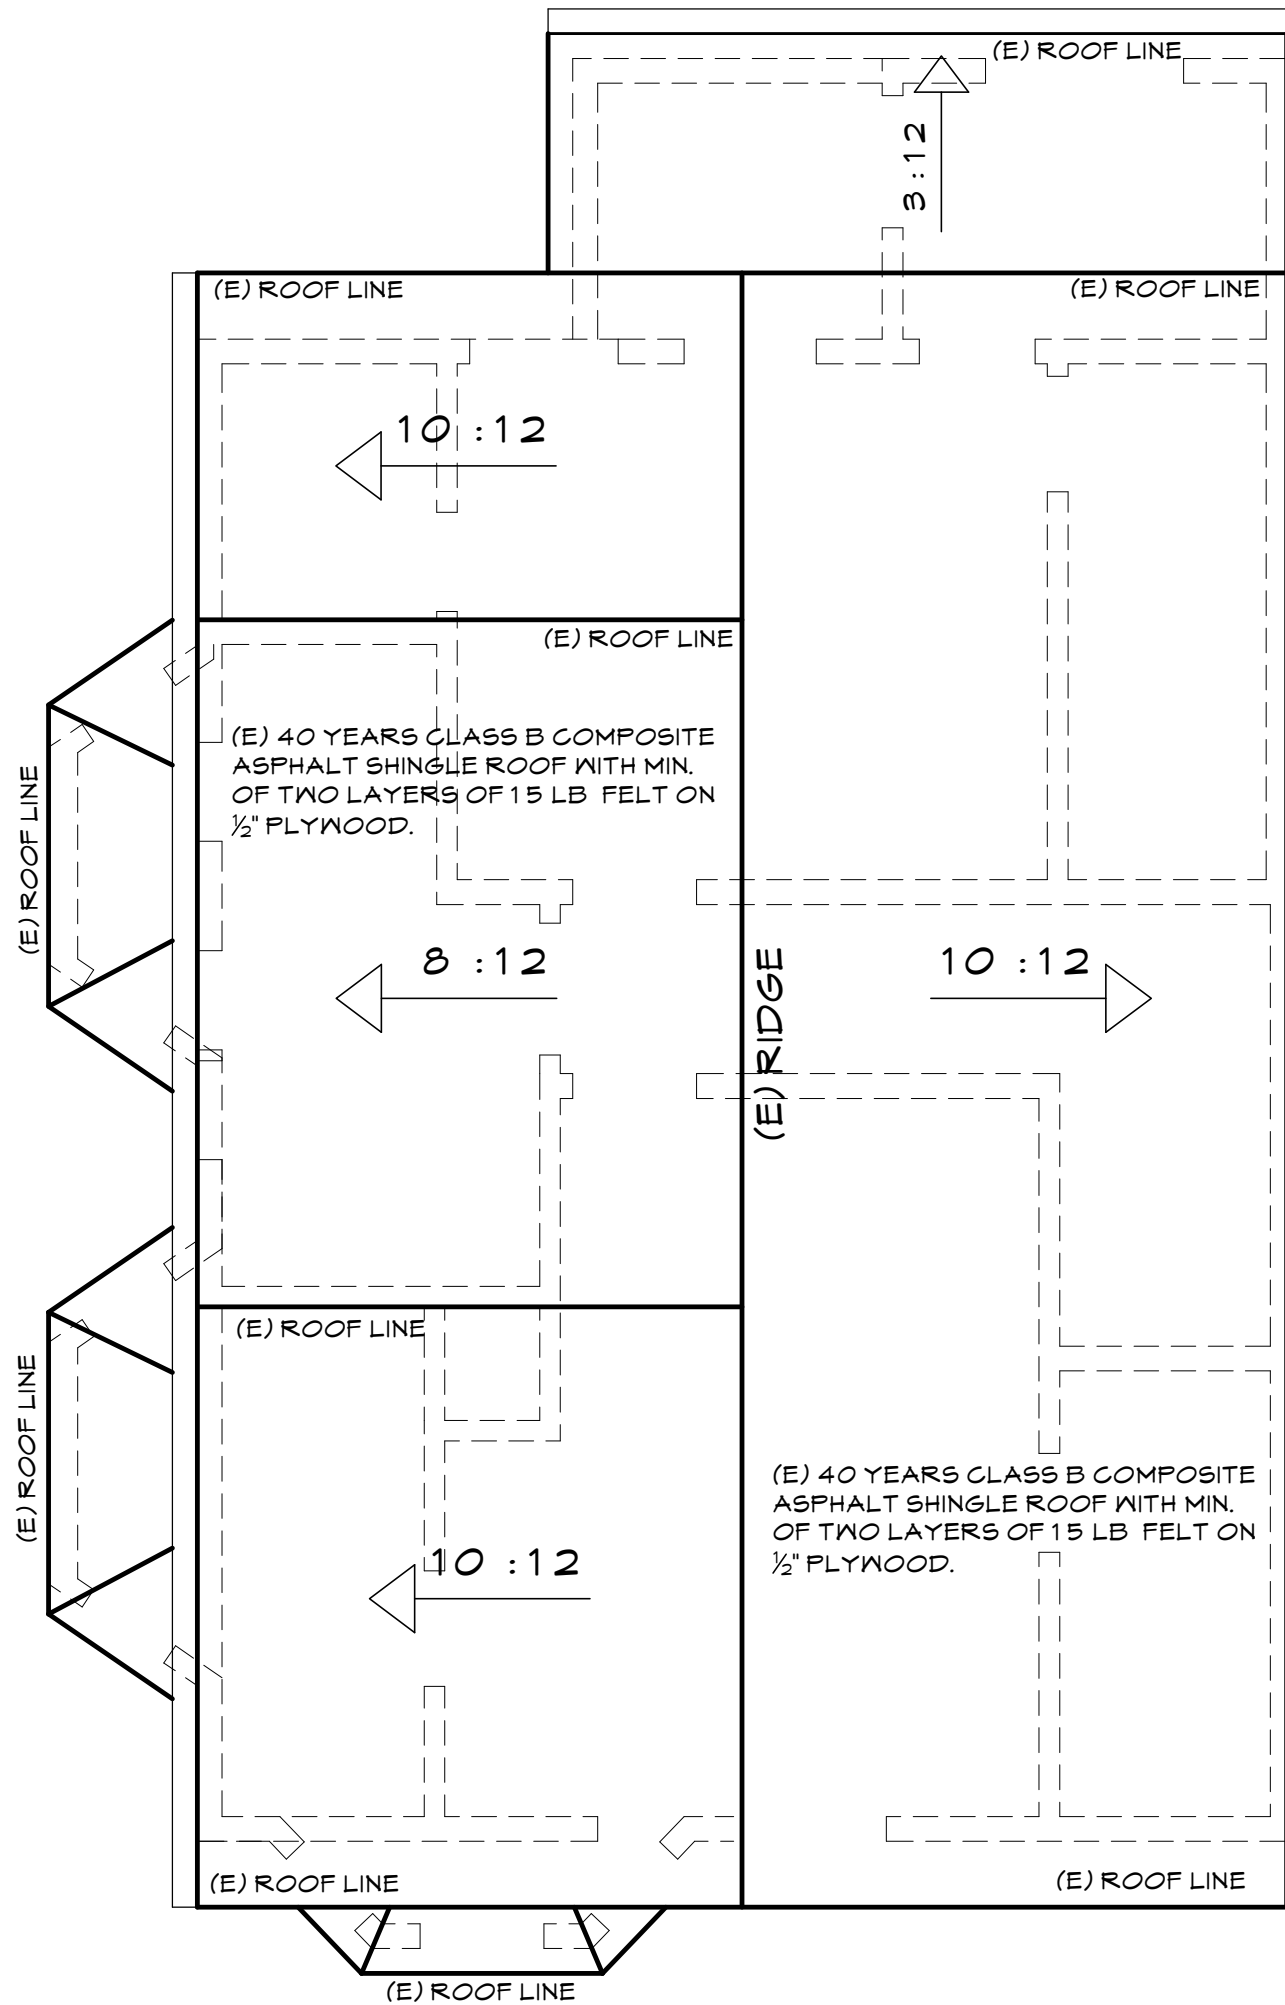 (E) ROOF LINE
3:12
(E) ROOF LINE
(E) ROOF LINE
10 :12
(E) ROOF LINE
(E) 40 YEARS CLASS B COMPOSITE
ASPHALT SHINGLE ROOF WITH MIN.
OF TWO LAYERS OF 15 LB FELT ON
½" PLYWOOD.
(E) ROOF LINE
8 :12
(E) RIDGE
10 :12
(E) ROOF LINE
(E) ROOF LINE
(E) 40 YEARS CLASS B COMPOSITE
ASPHALT SHINGLE ROOF WITH MIN.
OF TWO LAYERS OF 15 LB FELT ON
½" PLYWOOD.
10 :12
(E) ROOF LINE
(E) ROOF LINE
(E) ROOF LINE